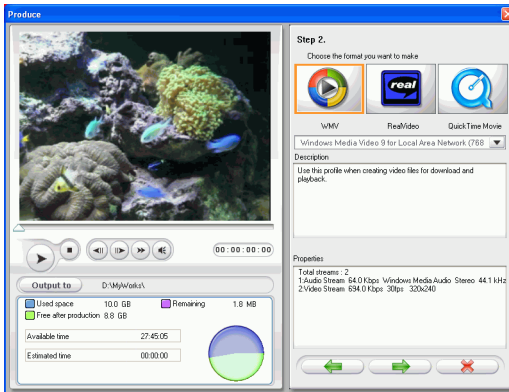 Produce
Step 2.
Choose the format you want to make
real
WMV
RealVideo
QuickTime Movie
Windows Media Video 9 for Local Area Network (768
Description
Use this profile when creating video files for download and
playback.
00:00:00:00
Properties
Total streams : 2
1:Audio Stream 64.0 Kbps Windows Media Audio Stereo 44.1 kHz
2:Video Stream 694.0 Kbps 30fps 320x240
Output to
D:\MyWorks\
Used space 10.0 GB
Remaining 1.8 MB
Free after production 8.8 GB
Available time 27:45:05
Estimated time 00:00:00